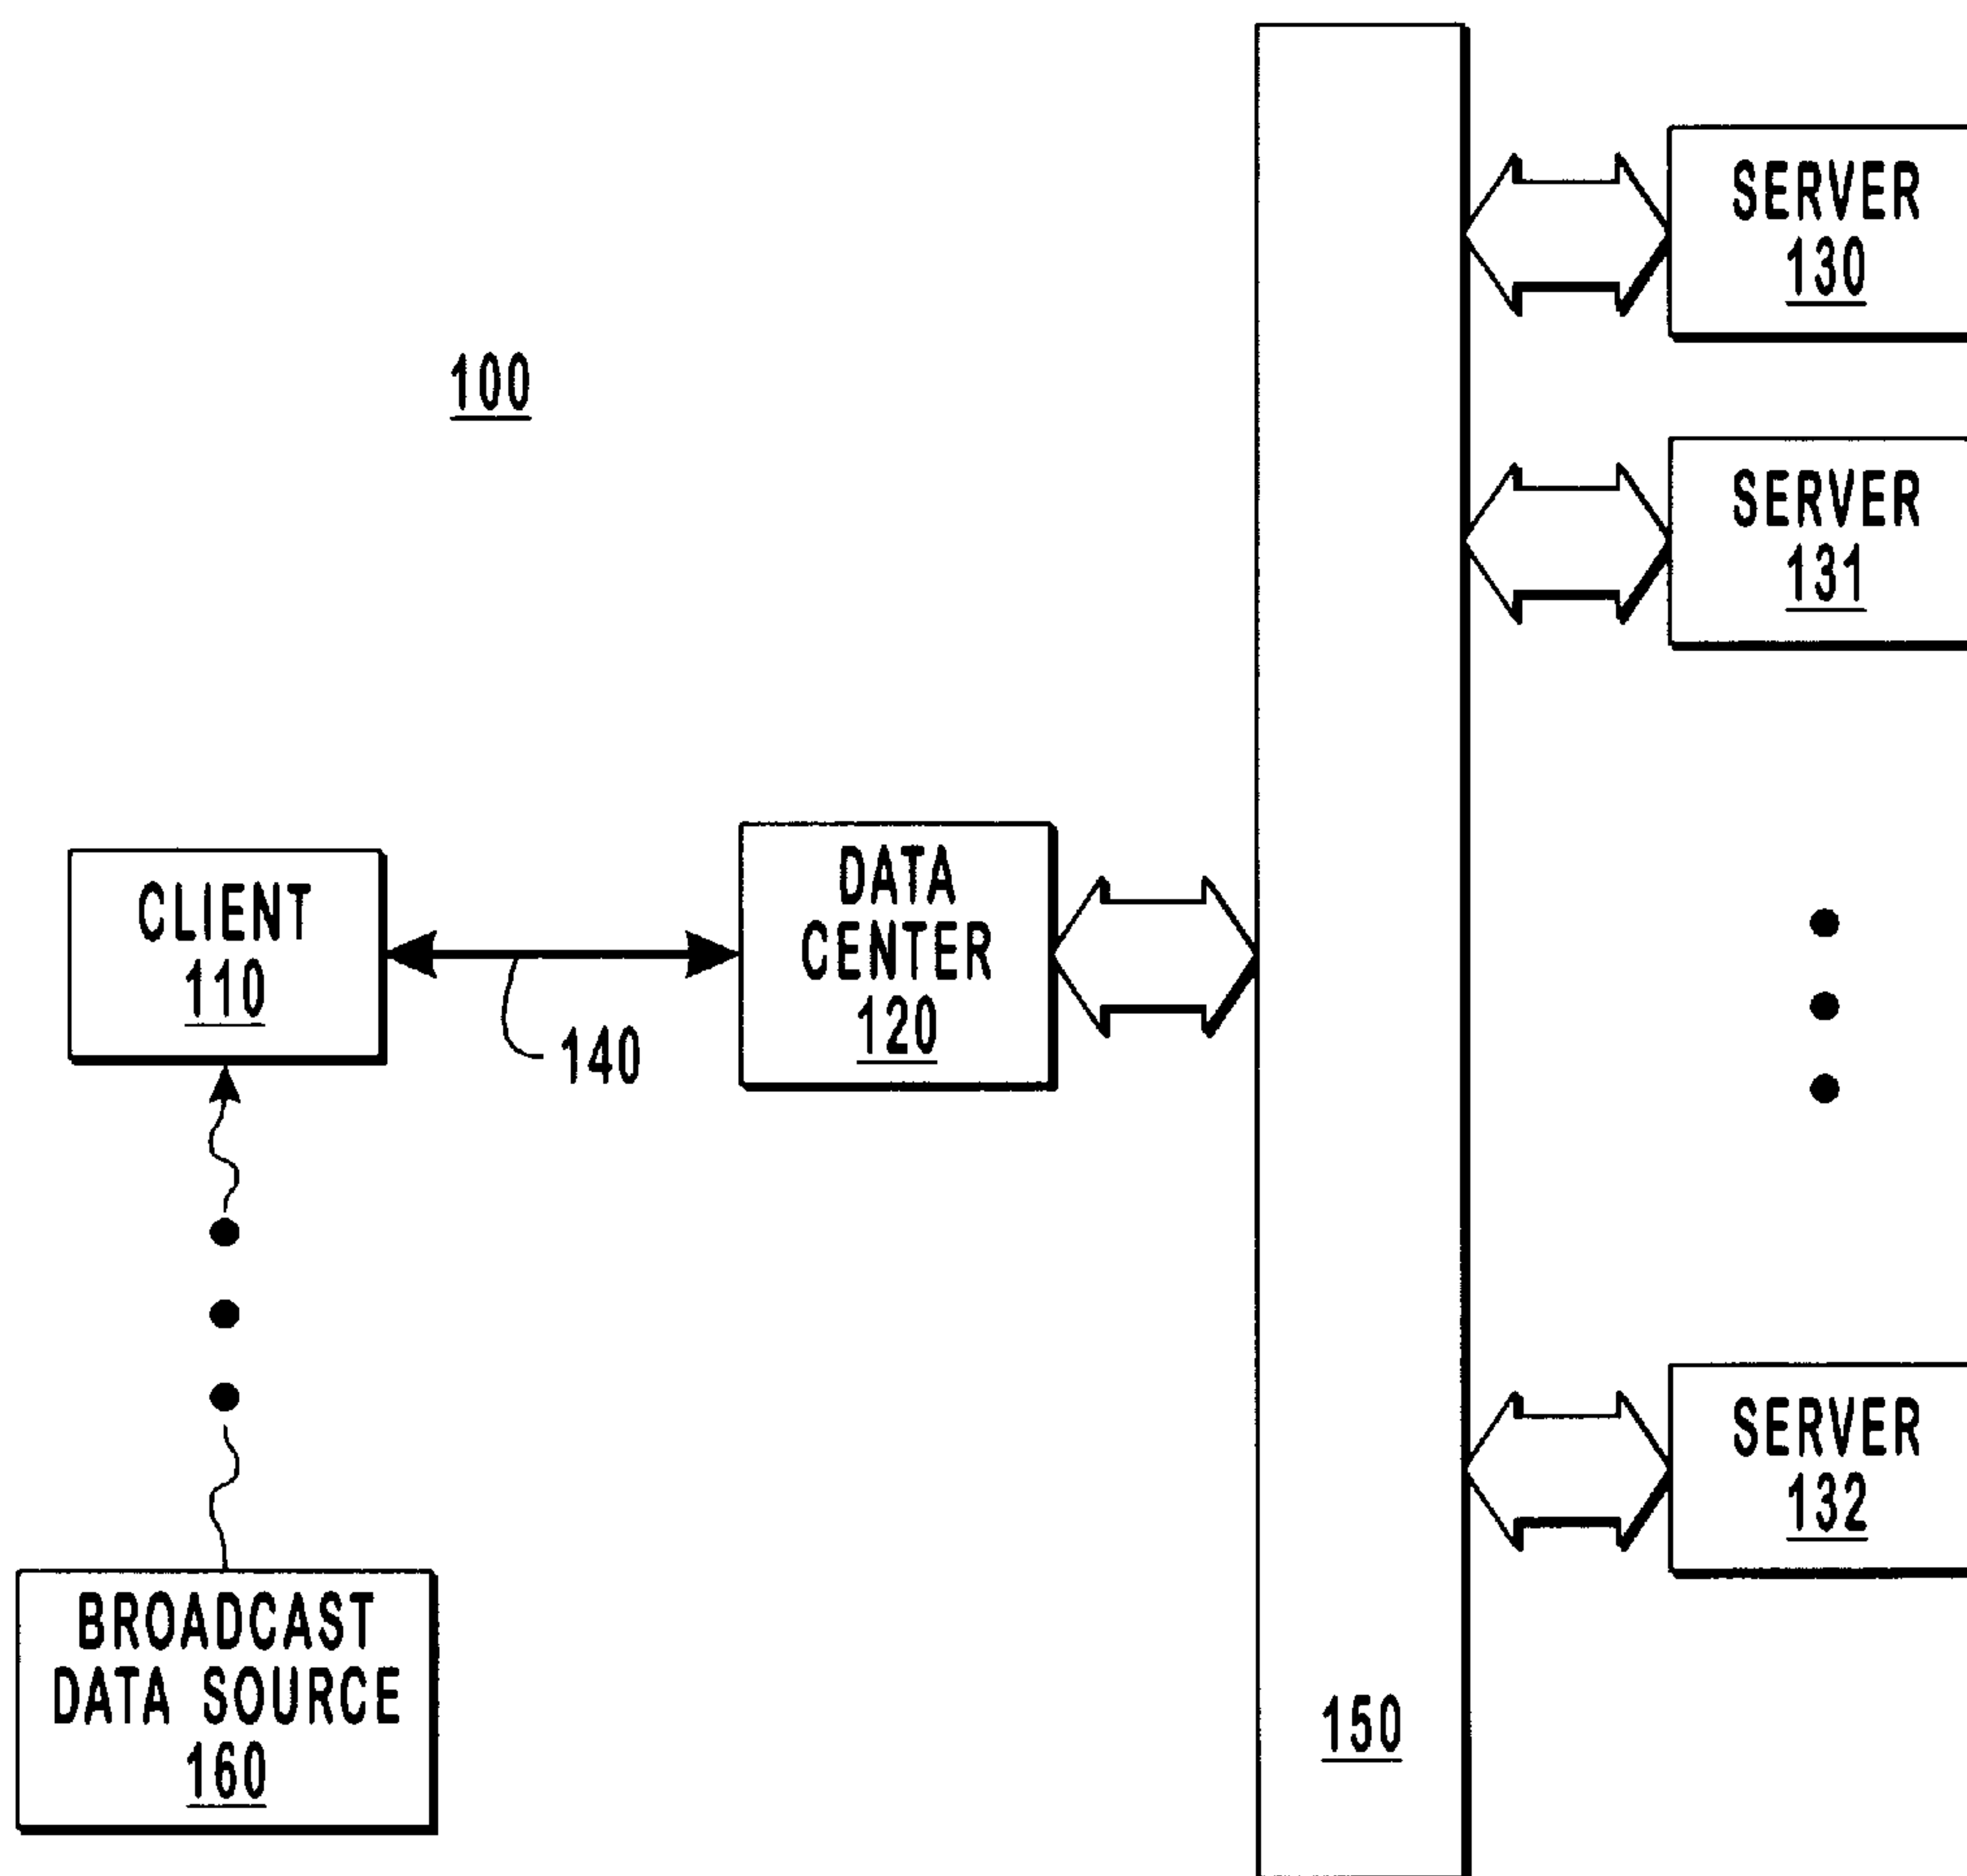 100
SERVER
130
SERVER
131
CLIENT
110
140
DATA
CENTER
120
SERVER
132
BROADCAST
DATA SOURCE
160
150